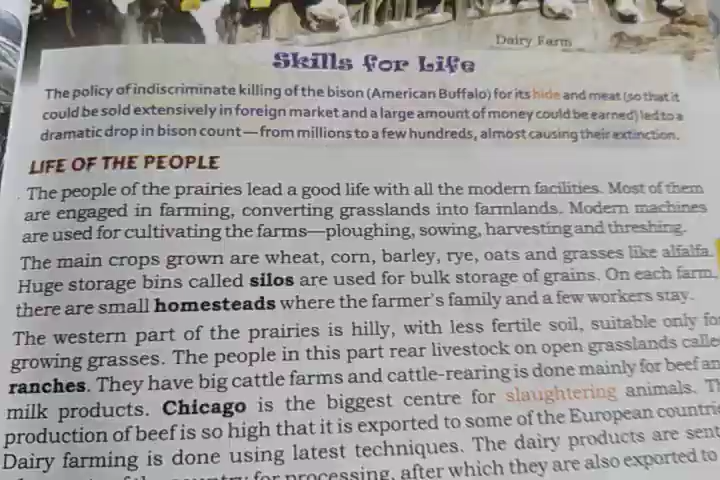 Dairy Farm
Skills for Life
The policy of indiscriminate killing of the bison (American Buffalo) for its hide and meat (so that it
could be sold extensively in foreign market and a large amount of money could be earned) led to a
dramatic drop in bison count—from millions to a few hundreds, almost causing their extinction.
LIFE OF THE PEOPLE
The people of the prairies lead a good life with all the modern facilities. Most of them
are engaged in farming, converting grasslands into farmlands. Modern machines
are used for cultivating the farms—ploughing, sowing, harvesting and threshing.
The main crops grown are wheat, corn, barley, rye, oats and grasses like alfalfa.
Huge storage bins called silos are used for bulk storage of grains. On each farm,
there are small homesteads where the farmer's family and a few workers stay.
The western part of the prairies is hilly, with less fertile soil, suitable only for
growing grasses. The people in this part rear livestock on open grasslands calle
ranches. They have big cattle farms and cattle-rearing is done mainly for beef an
milk products. Chicago is the biggest centre for slaughtering animals. T
production of beef is so high that it is exported to some of the European countri
Dairy farming is done using latest techniques. The dairy products are sent
for processing, after which they are also exported to